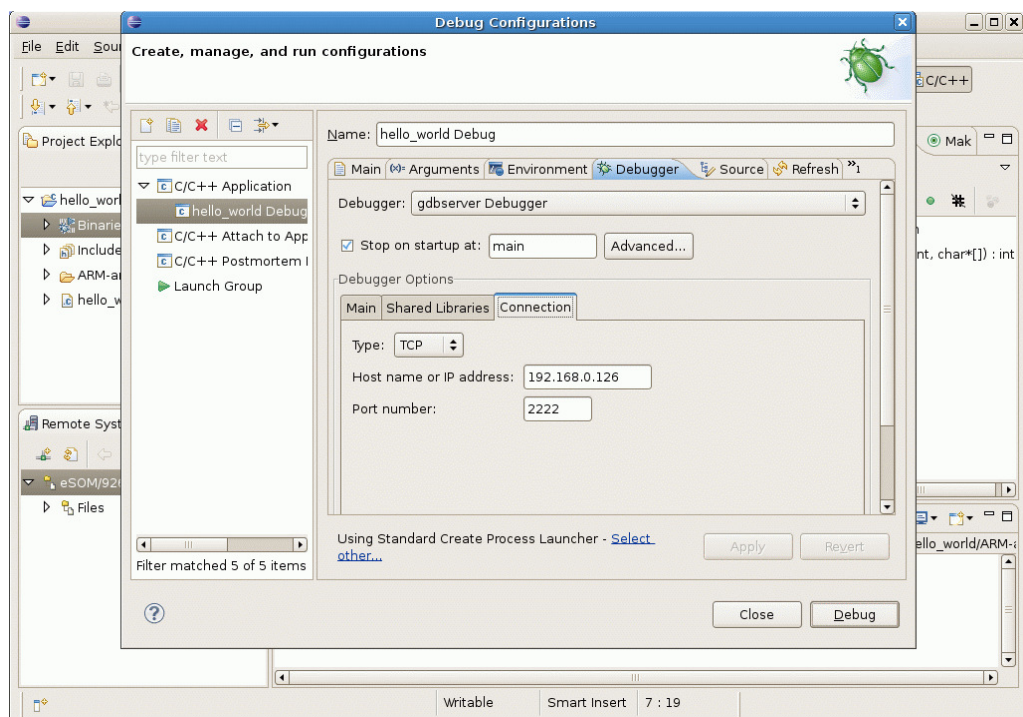 Debug Configurations
File Edit Sou
Create, manage, and run configurations
C/C++
Project Explo
Mak
type filter text
Name: hello_world Debug
Main Arguments Environment Debugger Source Refresh »1
C/C++ Application
hello_world Debug
C/C++ Attach to App
C/C++ Postmortem
Launch Group
Debugger: gdbserver Debugger
Stop on startup at: main Advanced...
Debugger Options
Main Shared Libraries Connection
Type: TCP
Host name or IP address: 192.168.0.126
Port number: 2222
hello_worl
Binarie
Include
ARM-a
hello_w
nt, char*[]) : int
Remote Syst
eSOM/926
Files
Using Standard Create Process Launcher - Select
other...
Apply Revert
Filter matched 5 of 5 items
ello_world/ARM-a
Close Debug
Writable Smart Insert 7 : 19